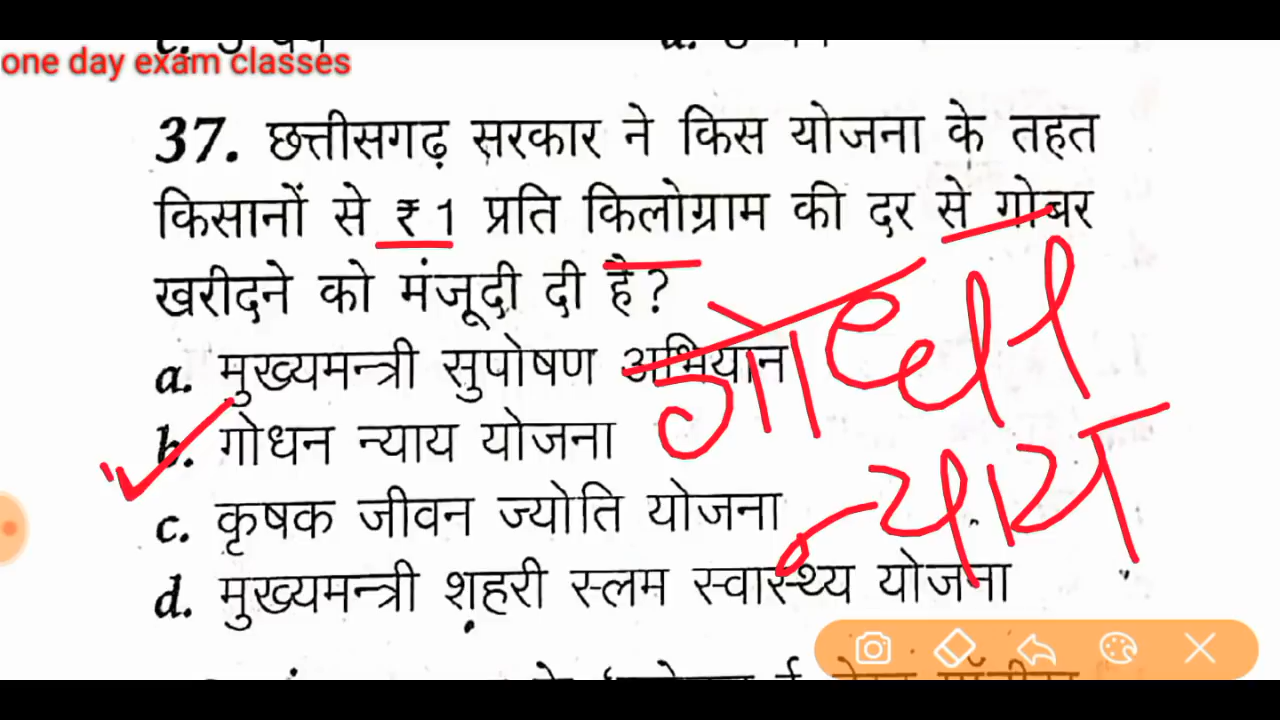 one day exam classes
37. छत्तीसगढ़ सरकार ने किस योजना के तहत
किसानों से ₹ 1 प्रति किलोग्राम की दर से गोबर
खरीदने को मंजूदी दी है?
a. मुख्यमन्त्री सुपोषण अभियान
b. गोधन न्याय योजना
गोधन
c. कृषक जीवन ज्योति योजना
न्याय
d. मुख्यमन्त्री शहरी स्लम स्वास्थ्य योजना